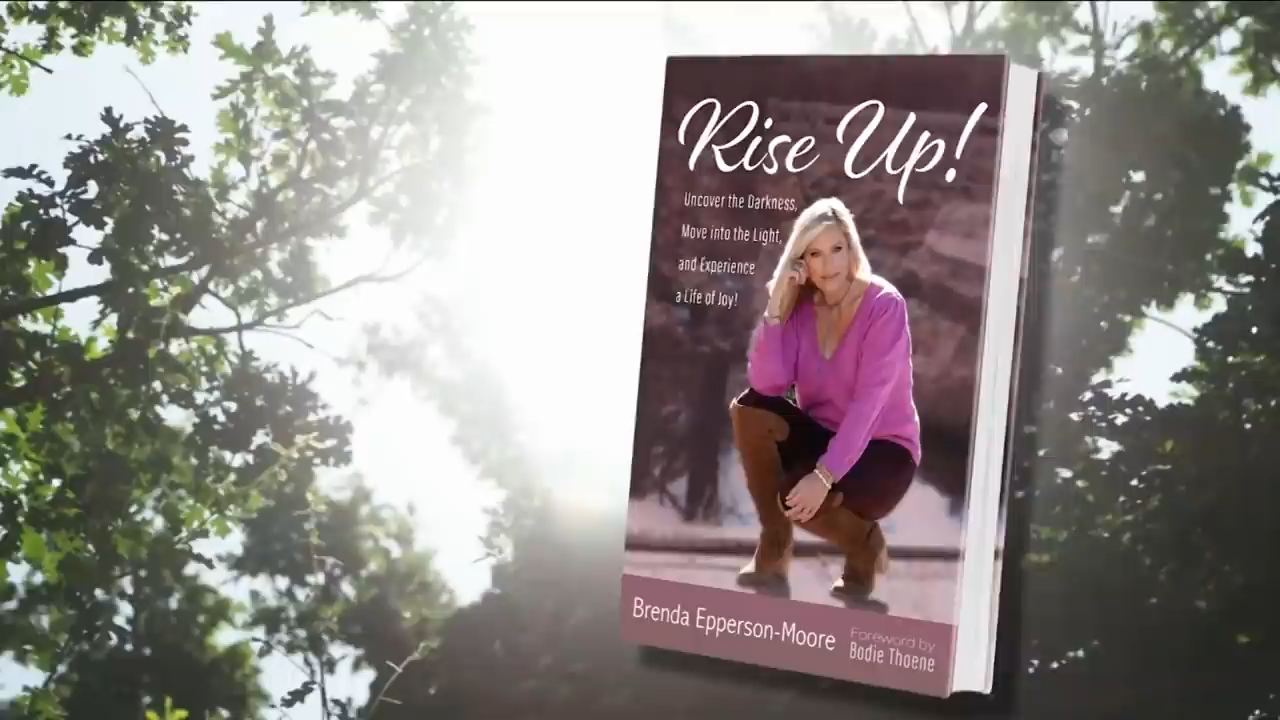 Rise Up!
Uncover the Darkness,
Move into the Light,
and Experience
a Life of Joy!
Brenda Epperson-Moore
Foreword by
Bodie Thoene